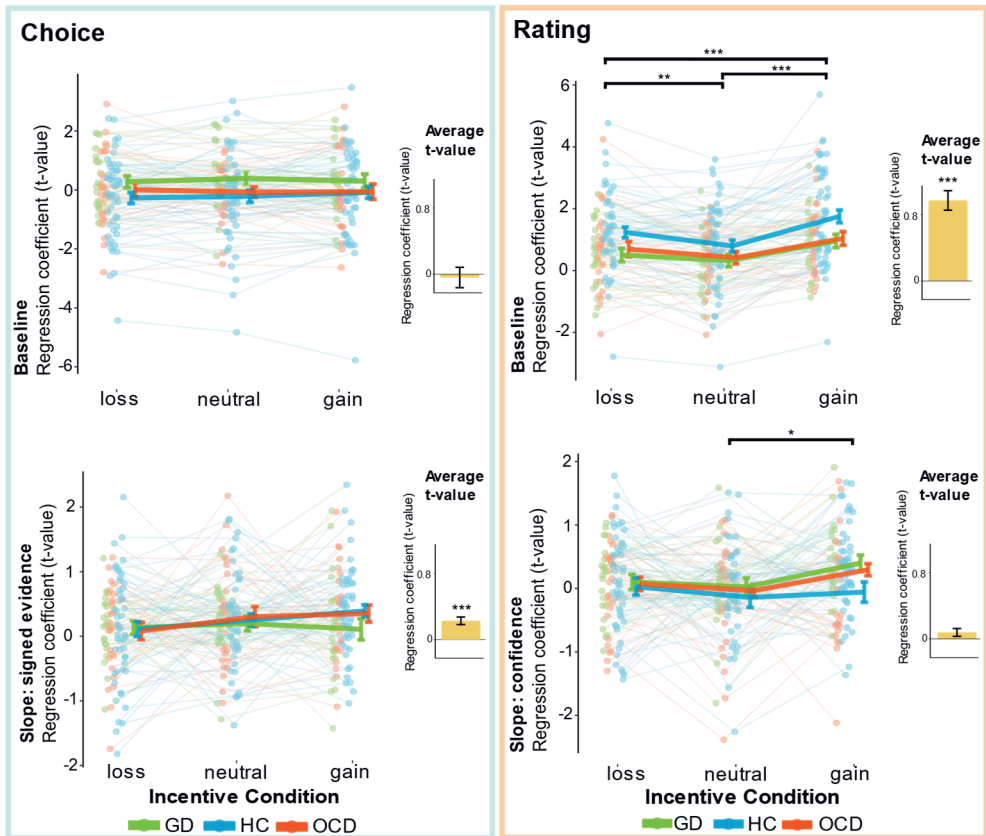 Choice
Baseline
Regression coefficient (t-value)
2
0
-2
-4
-6
loss
neutral
gain
Average
t-value
Regression coefficient (t-value)
0.8
0
Slope: signed evidence
Regression coefficient (t-value)
2
1
0
-1
-2
loss
neutral
gain
Incentive Condition
Average
t-value
***
Regression coefficient (t-value)
0.8
0
GD HC OCD
Rating
***
**
***
Baseline
Regression coefficient (t-value)
6
4
2
0
-2
loss
neutral
gain
Average
t-value
***
Regression coefficient (t-value)
0.8
0
*
Slope: confidence
Regression coefficient (t-value)
2
1
0
-1
-2
loss
neutral
gain
Incentive Condition
Average
t-value
Regression coefficient (t-value)
0.8
0
GD HC OCD